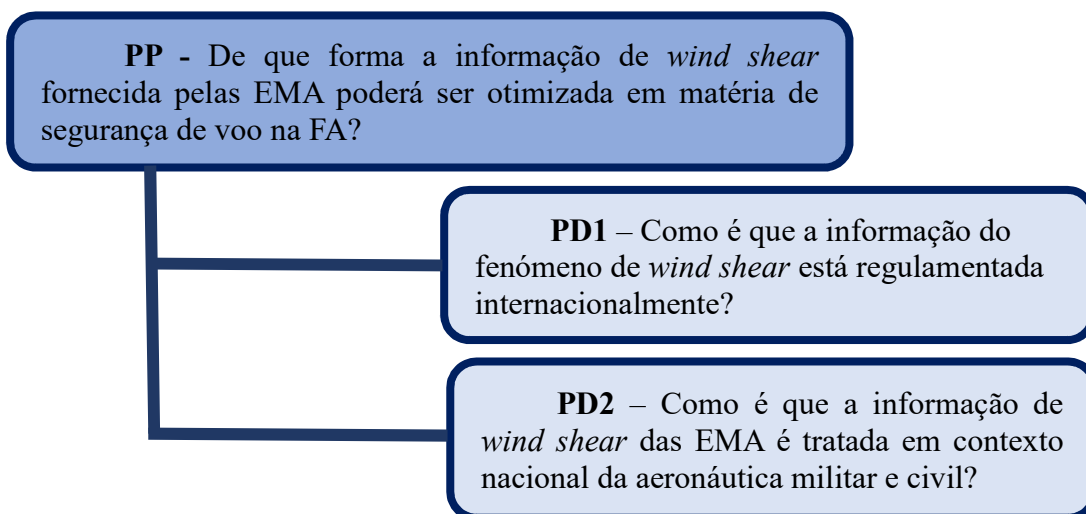 PP - De que forma a informação de wind shear
fornecida pelas EMA poderá ser otimizada em matéria de
segurança de voo na FA?
PD1 – Como é que a informação do
fenómeno de wind shear está regulamentada
internacionalmente?
PD2 – Como é que a informação de
wind shear das EMA é tratada em contexto
nacional da aeronáutica militar e civil?